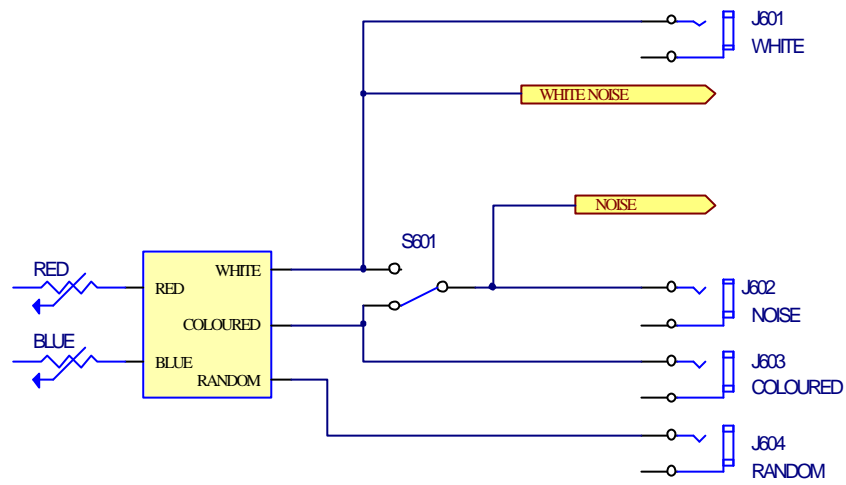 J601
WHITE
WHITE NOISE
NOISE
S601
RED
WHITE
RED
J602
NOISE
COLOURED
BLUE
BLUE
J603
COLOURED
RANDOM
J604
RANDOM